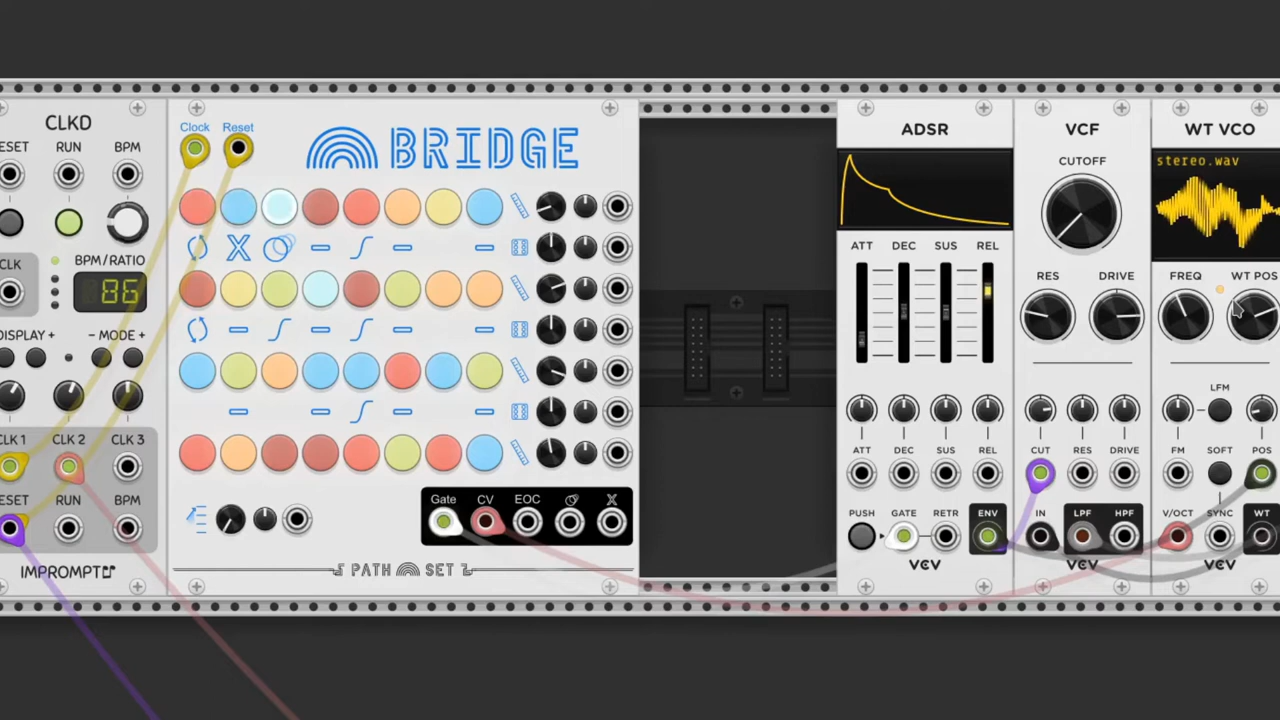 CLKD
ESET RUN BPM
CLK
BPM/RATIO
86
DISPLAY + - MODE +
CLK 1 CLK 2 CLK 3
RESET RUN BPM
IMPROMPT
Clock Reset
BRIDGE
X
Gate CV EOC X
PATH SET
ADSR
ATT DEC SUS REL
ATT DEC SUS REL
PUSH GATE RETR ENV
VCV
VCF
CUTOFF
RES DRIVE
CUT RES DRIVE
IN LPF HPF
VCV
WT VCO
stereo.wav
FREQ WT POS
LFM
FM SOFT POS
V/OCT SYNC WT
VCV